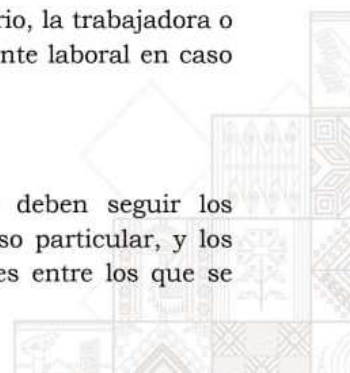 rio, la trabajadora o
nte laboral en caso
deben seguir los
so particular, y los
es entre los que se